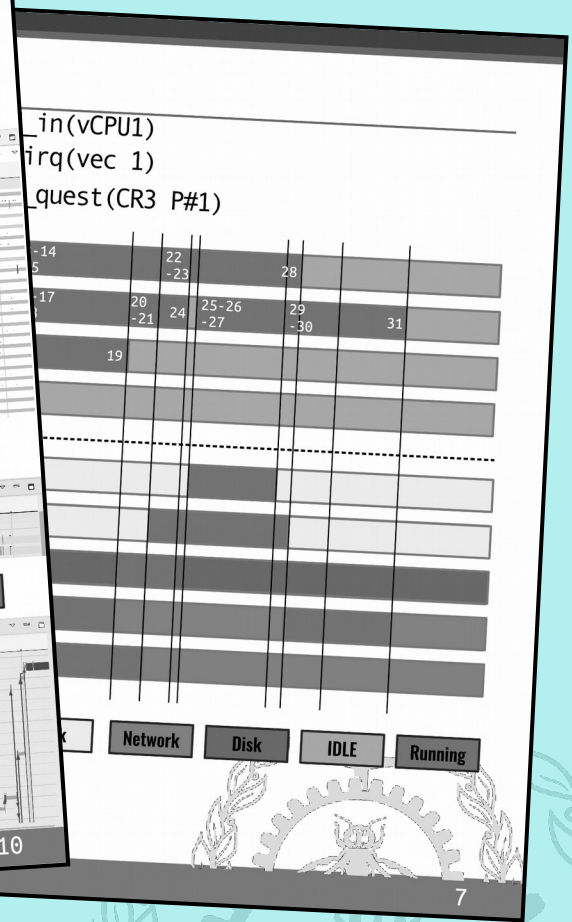 _in(vCPU1)
irq(vec 1)
_quest(CR3 P#1)
-14
5
22
-23
28
-17
20
-21
24
25-26
-27
29
-30
31
19
Network
Disk
IDLE
Running
10
7